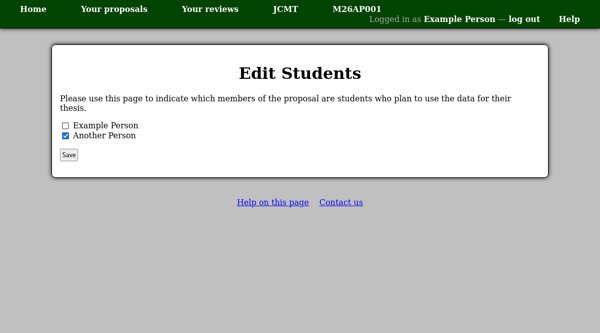 Home Your proposals Your reviews JCMT M26AP001
Logged in as Example Person — log out Help
Edit Students
Please use this page to indicate which members of the proposal are students who plan to use the data for their
thesis.
Example Person
Another Person
Save
Help on this page Contact us